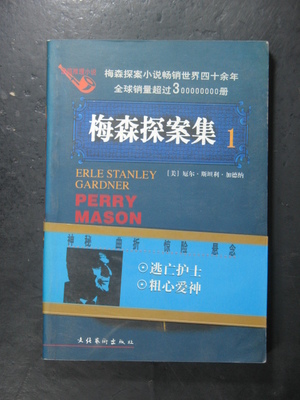 梅森探案小说畅销世界四十余年
全球销量超过300000000册
梅森探案集 1
ERLE STANLEY
GARDNER
[美] 厄尔·斯坦利·加德纳
PERRY
MASON
神秘 曲折 惊险 悬念
逃亡护士
粗心爱神
文化艺术出版社